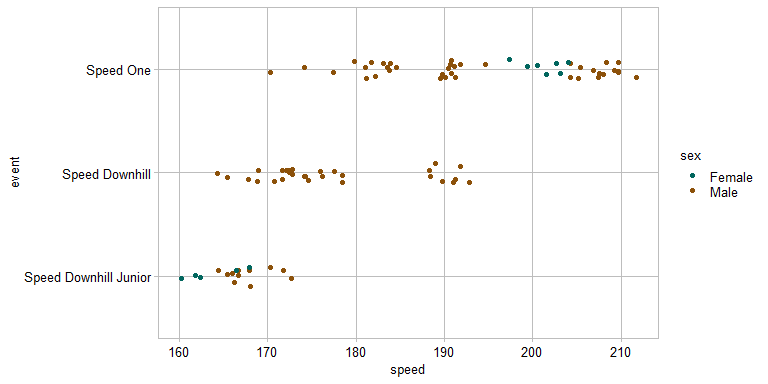 event
Speed One
Speed Downhill
Speed Downhill Junior
160 170 180 190 200 210
speed
sex
Female
Male